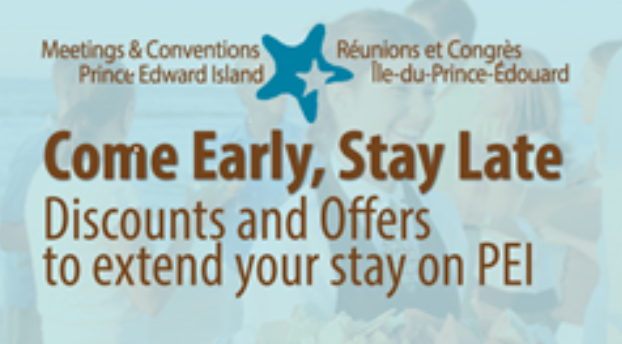 Meetings & Conventions
Prince Edward Island
Réunions et Congrès
Île-du-Prince-Édouard
Come Early, Stay Late
Discounts and Offers
to extend your stay on PEI